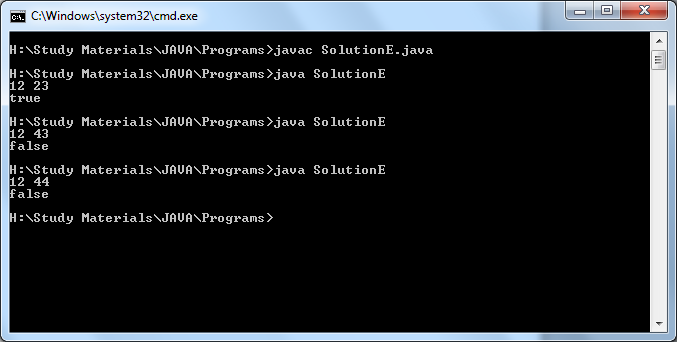 C:\Windows\system32\cmd.exe
H:\Study Materials\JAVA\Programs>javac SolutionE.java
H:\Study Materials\JAVA\Programs>java SolutionE
12 23
true
H:\Study Materials\JAVA\Programs>java SolutionE
12 43
false
H:\Study Materials\JAVA\Programs>java SolutionE
12 44
false
H:\Study Materials\JAVA\Programs>